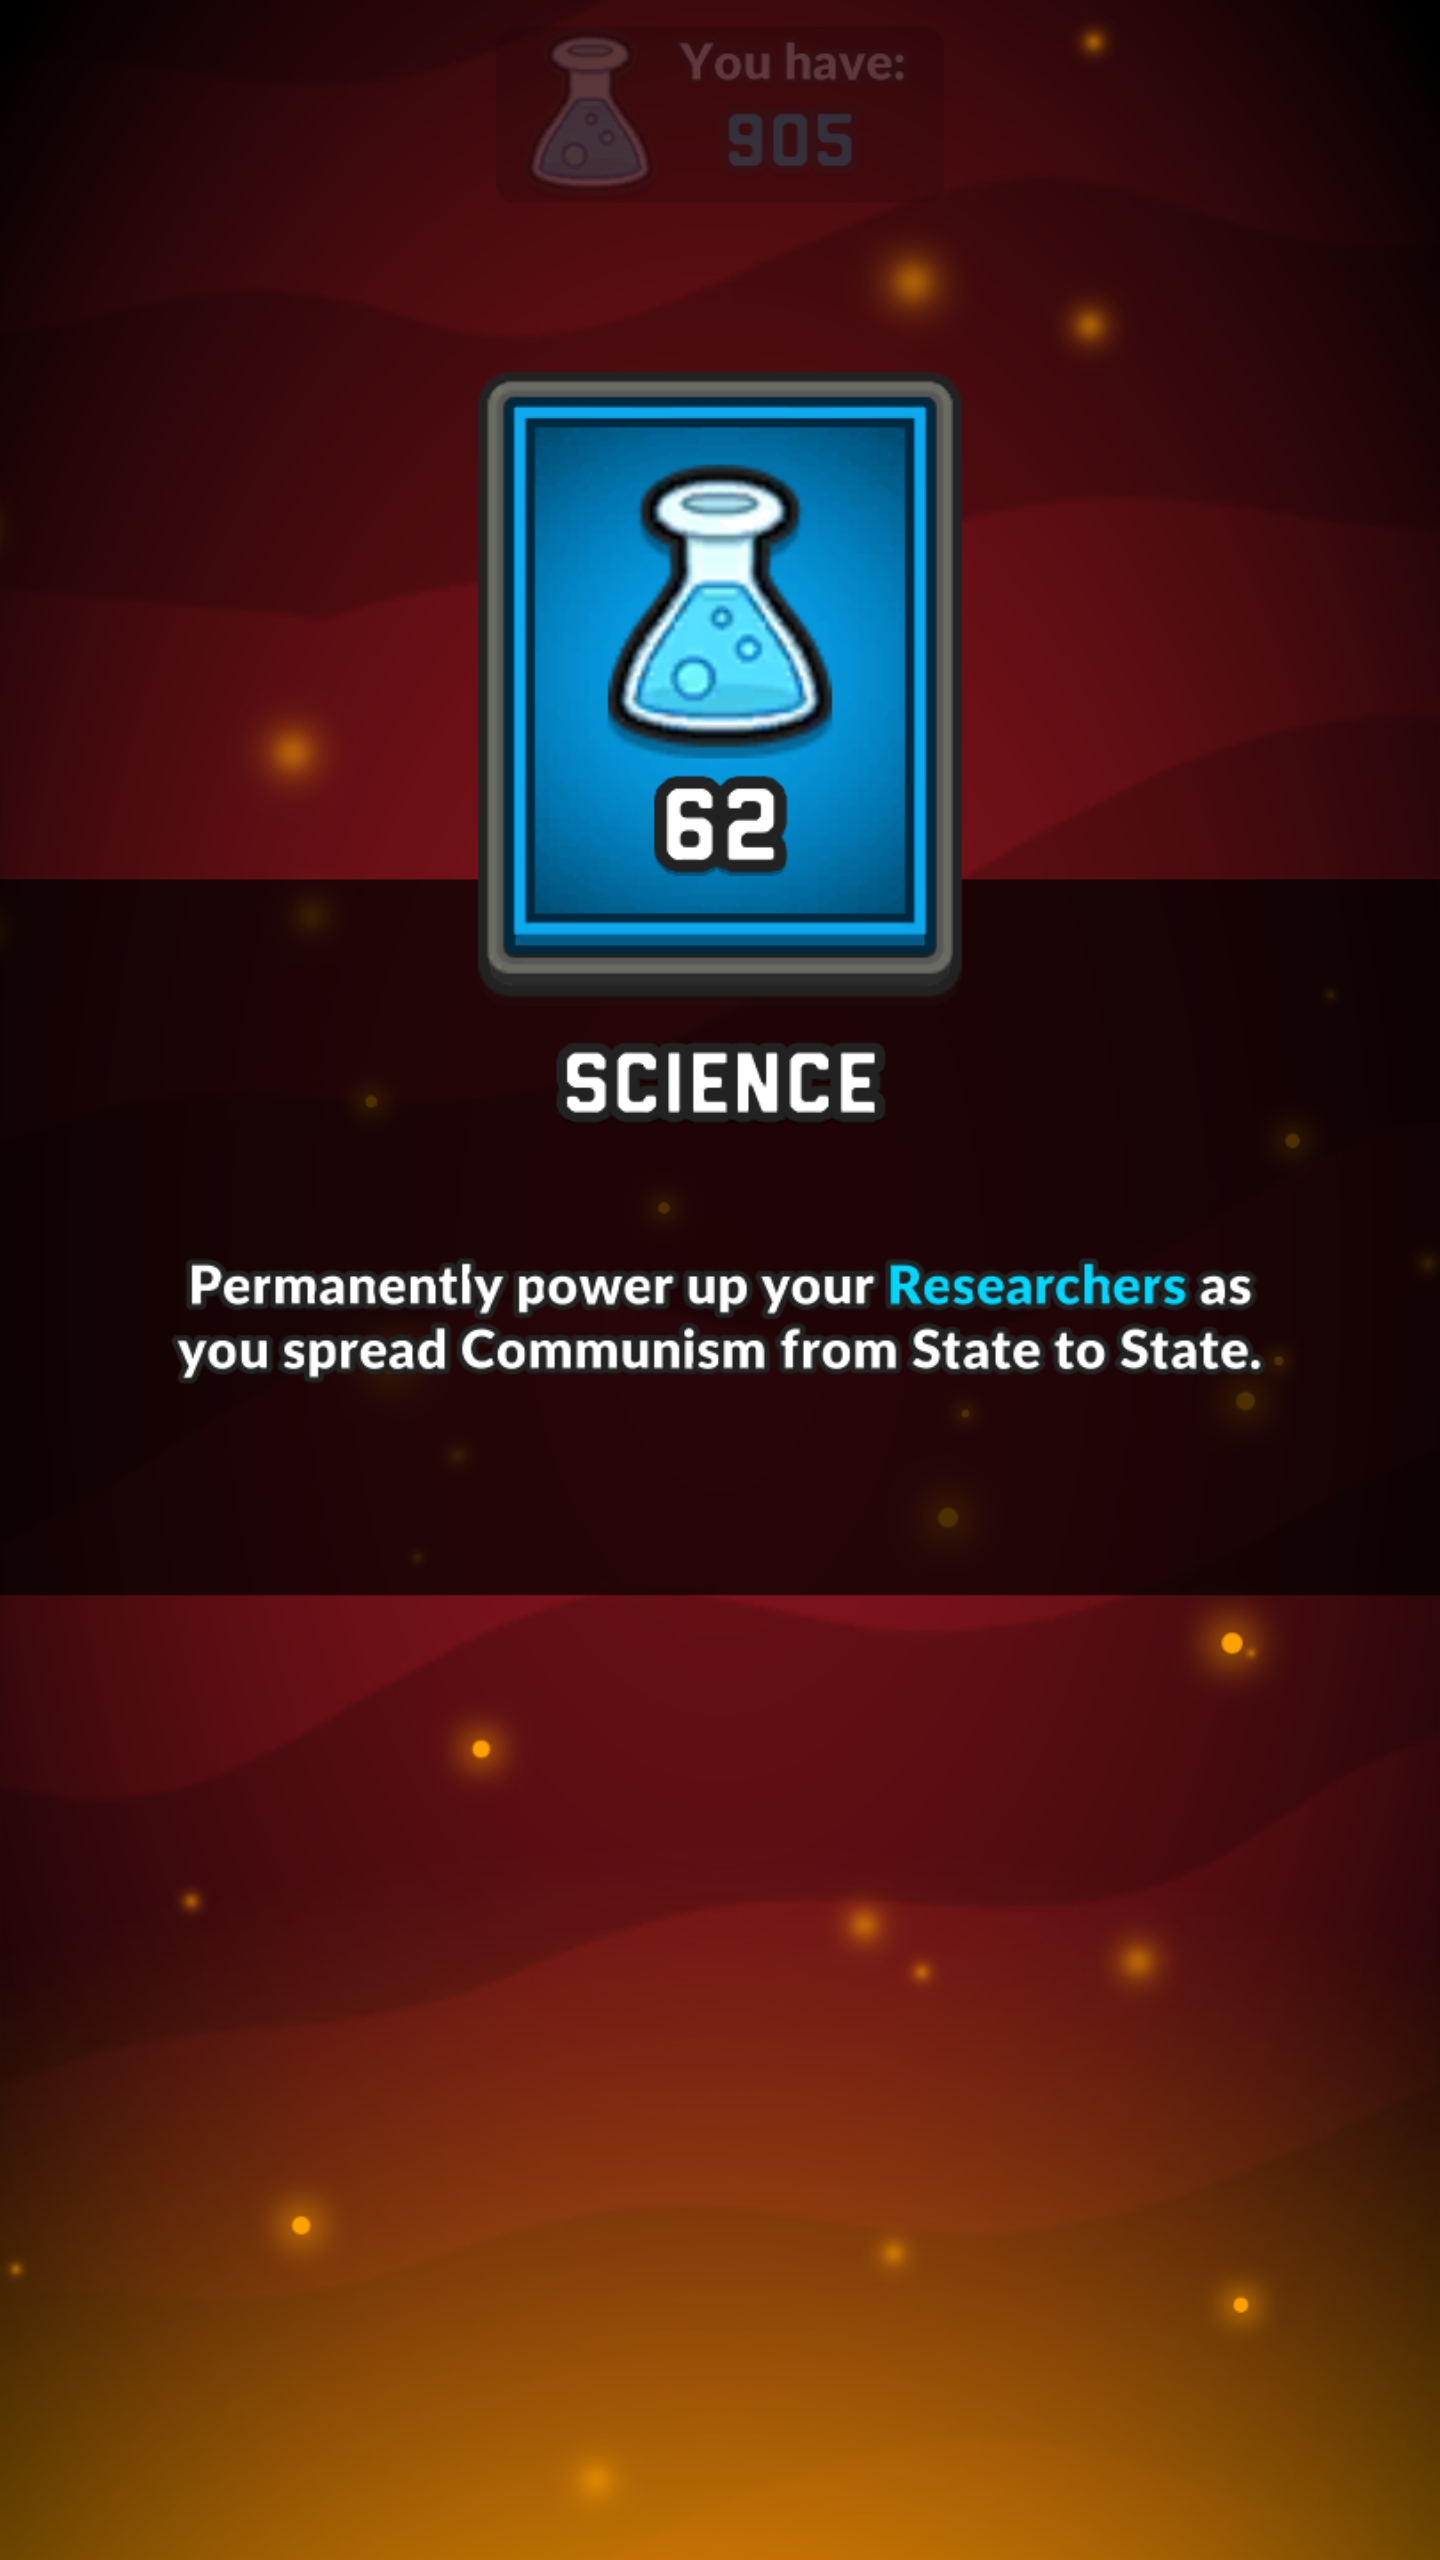 You have:
905
62
SCIENCE
Permanently power up your Researchers as
you spread Communism from State to State.